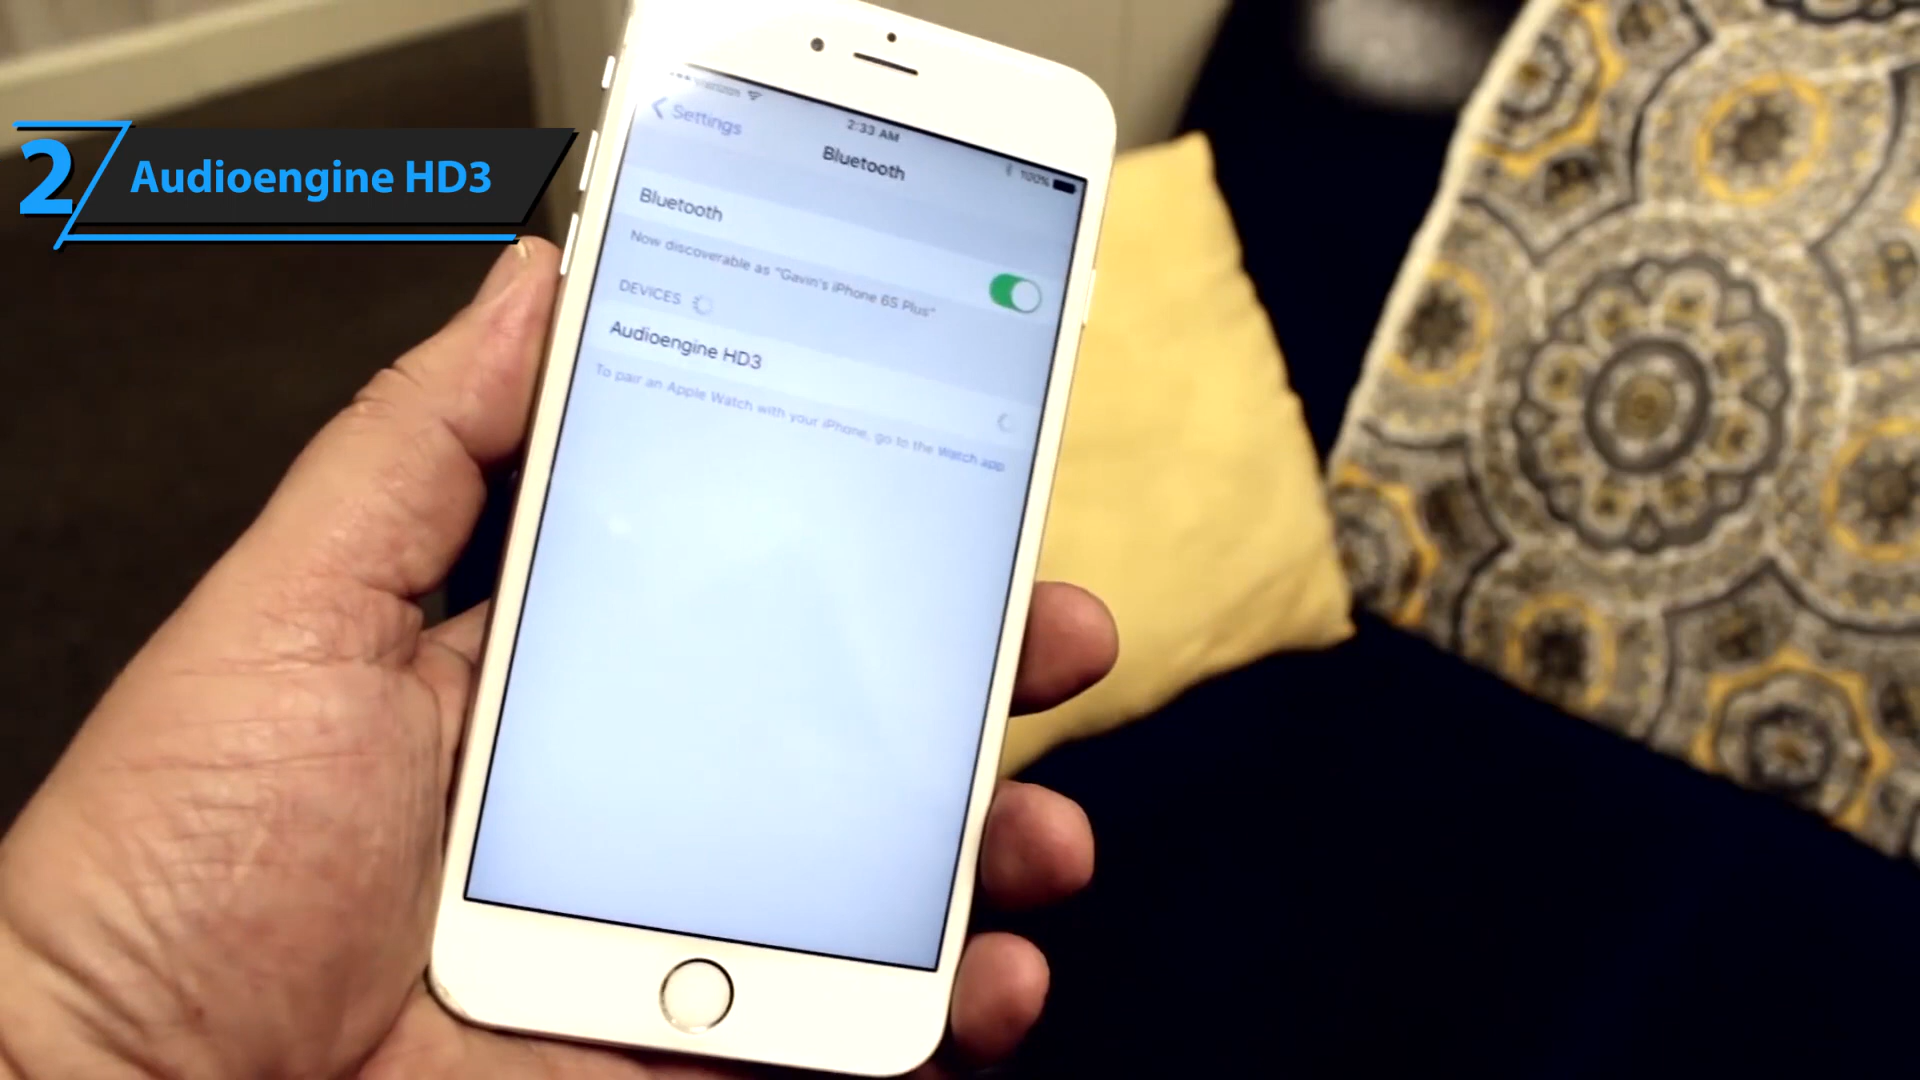 2 Audioengine HD3
Verizon
2:33 AM
100%
Settings
Bluetooth
Bluetooth
Now discoverable as "Gavin's iPhone 6S Plus"
DEVICES
Audioengine HD3
To pair an Apple Watch with your iPhone, go to the Watch app